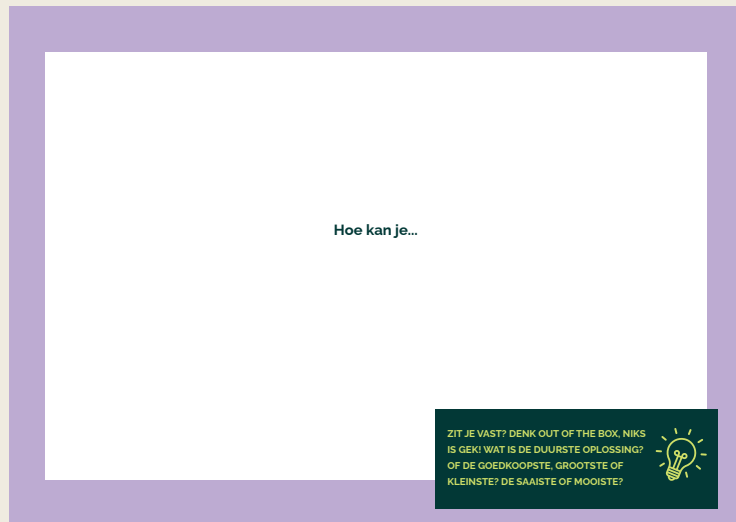 Hoe kan je...
ZIT JE VAST? DENK OUT OF THE BOX, NIKS
IS GEK! WAT IS DE DUURSTE OPLOSSING?
OF DE GOEDKOOPSTE, GROOTSTE OF
KLEINSTE? DE SAAISTE OF MOOISTE?